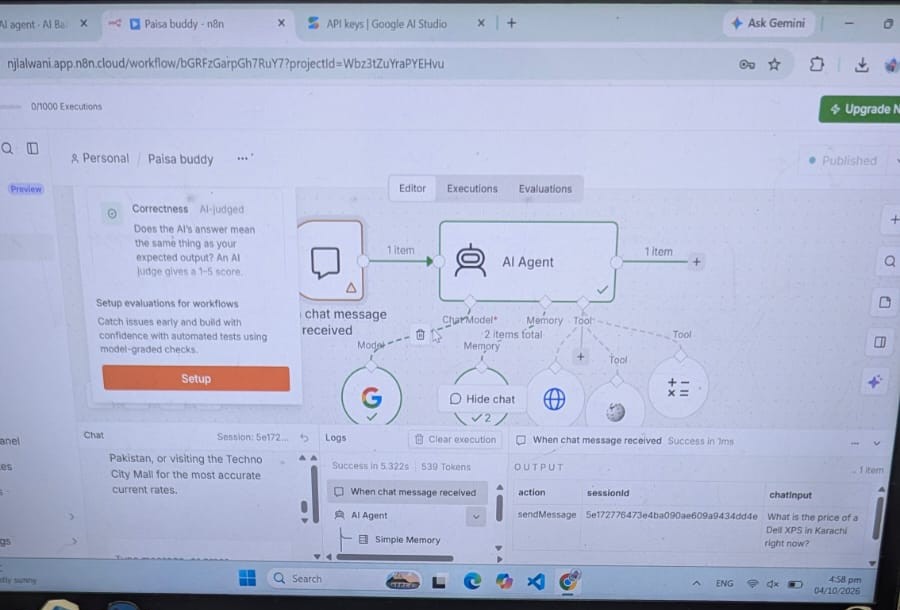 AI agent - AI Ba
Paisa buddy - n8n
API keys | Google AI Studio
Ask Gemini
njlalwani.app.n8n.cloud/workflow/bGRFzGarpGh7RuY7?projectId=Wbz3tZuYraPYEHvu
0/1000 Executions
Upgrade N
Personal / Paisa buddy ...
Published
Preview
Editor Executions Evaluations
Correctness AI-judged
Does the AI's answer mean
the same thing as your
expected output? An AI
judge gives a 1–5 score.
Setup evaluations for workflows
Catch issues early and build with
confidence with automated tests using
model-graded checks.
Setup
1 item
AI Agent
1 item
chat message
received
Chat Model*
Memory
Tool
2 items total
Model
Memory
Tool
Tool
Hide chat
2
anel
es
gs
Chat
Session: 5e172...
Pakistan, or visiting the Techno
City Mall for the most accurate
current rates.
Logs
Clear execution
Success in 5.322s
539 Tokens
When chat message received
AI Agent
Simple Memory
When chat message received Success in 1ms
OUTPUT
1 item
action
sessionId
chatInput
sendMessage
5e172776473e4ba090ae609a9434dd4e
What is the price of a
Dell XPS in Karachi
right now?
tly sunny
Search
ENG
4:58 pm
04/10/2026